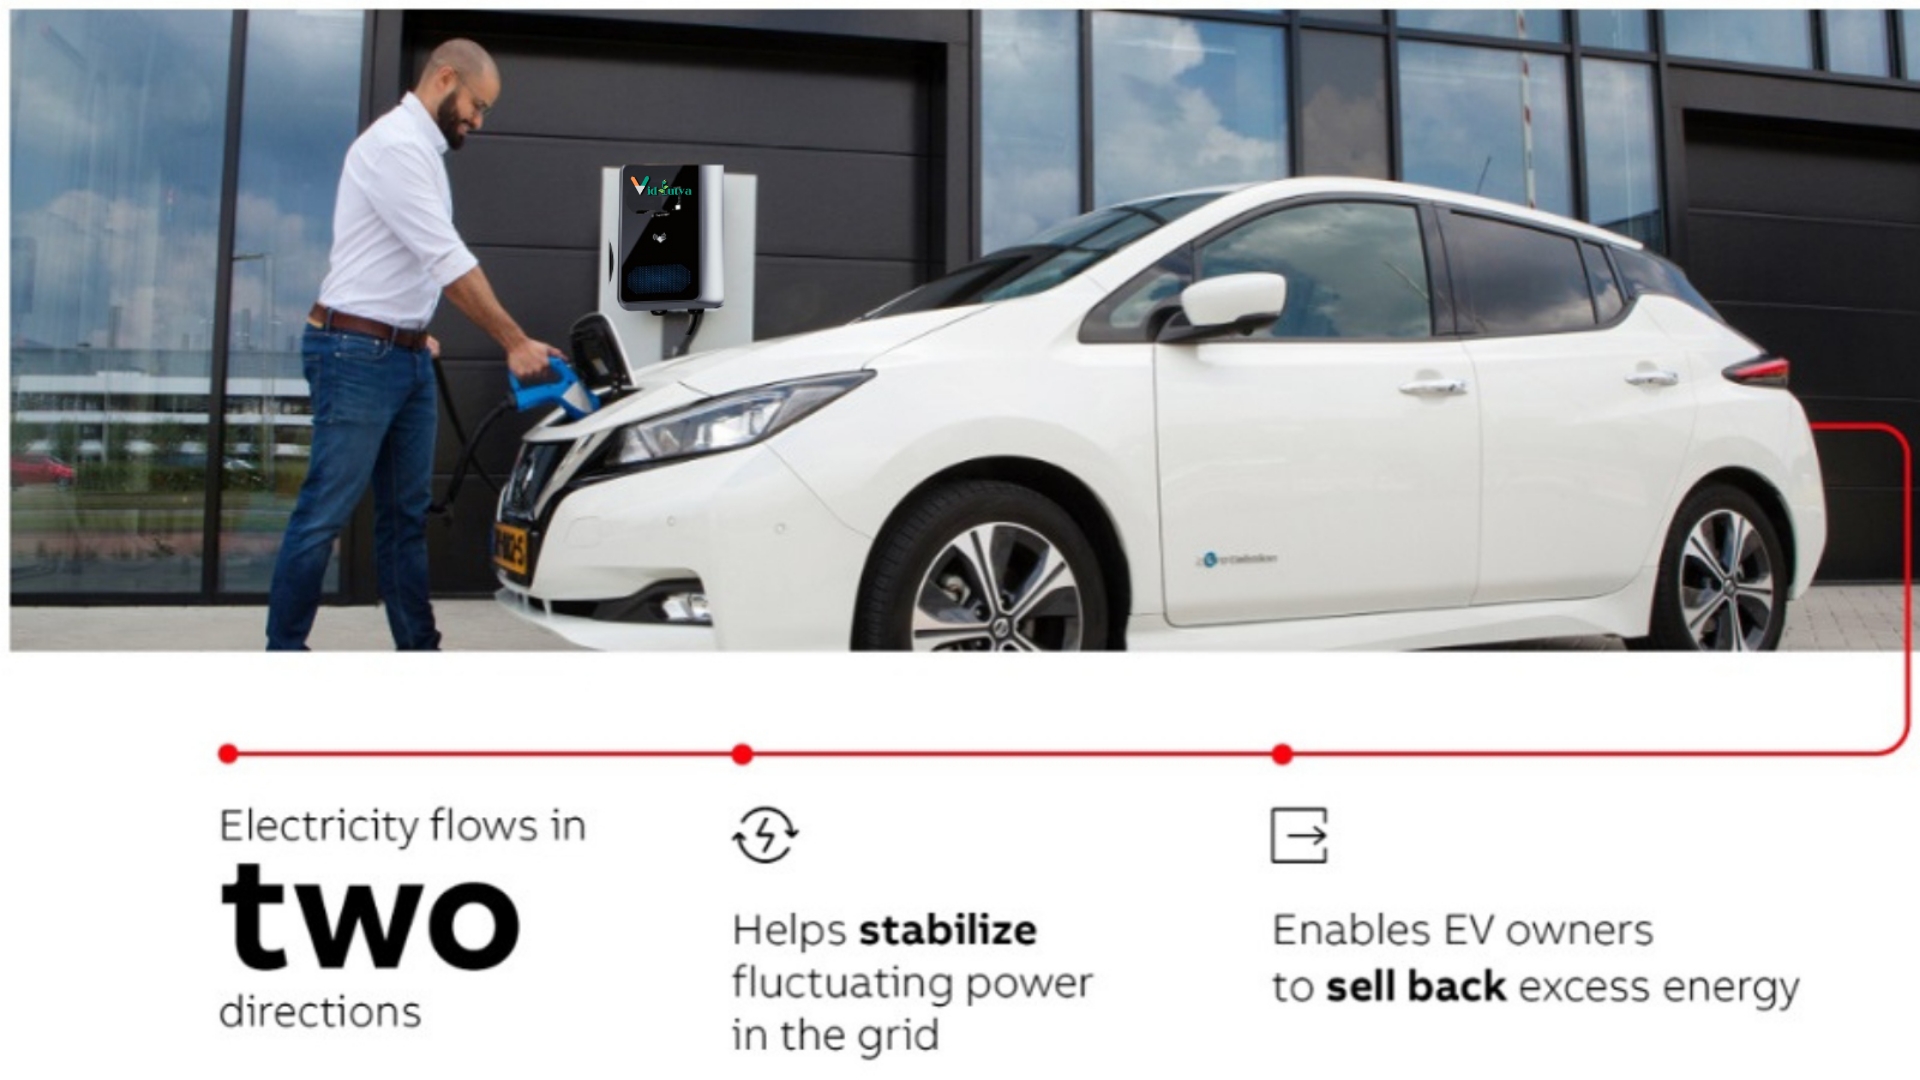 Electricity flows in
two
directions
Helps stabilize
fluctuating power
in the grid
Enables EV owners
to sell back excess energy